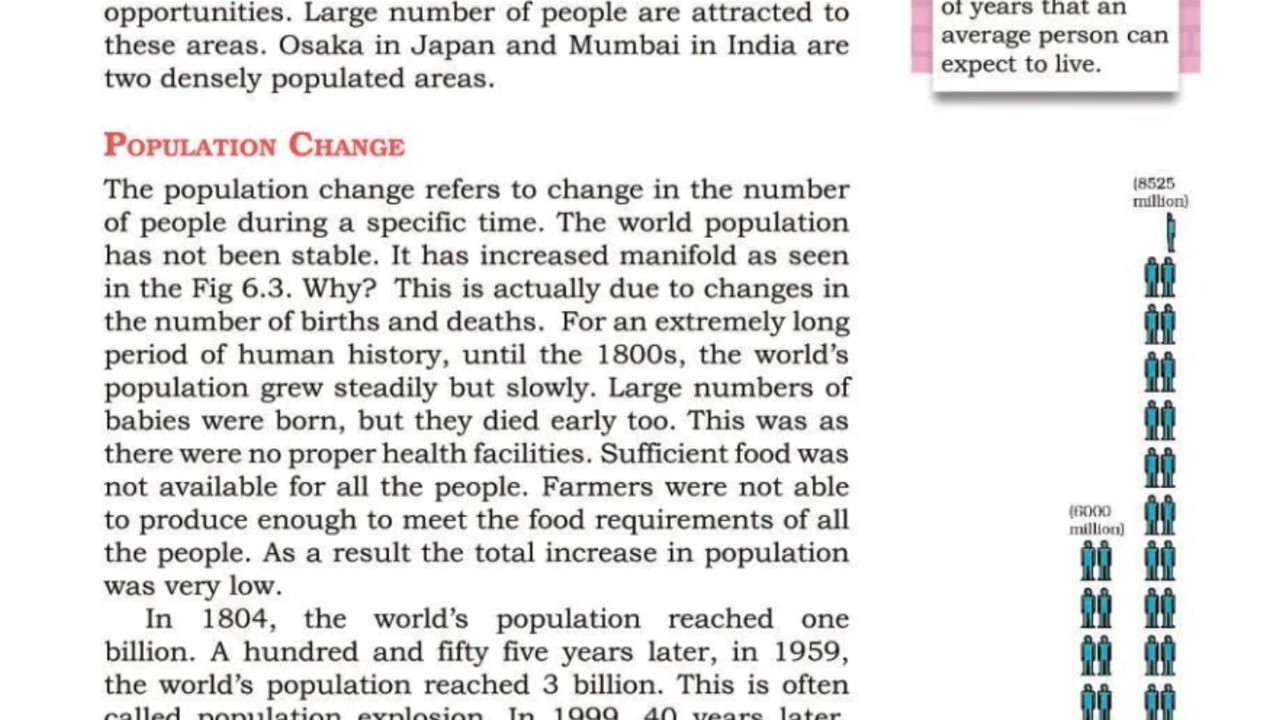 opportunities. Large number of people are attracted to
these areas. Osaka in Japan and Mumbai in India are
two densely populated areas.
POPULATION CHANGE
The population change refers to change in the number
of people during a specific time. The world population
has not been stable. It has increased manifold as seen
in the Fig 6.3. Why? This is actually due to changes in
the number of births and deaths. For an extremely long
period of human history, until the 1800s, the world’s
population grew steadily but slowly. Large numbers of
babies were born, but they died early too. This was as
there were no proper health facilities. Sufficient food was
not available for all the people. Farmers were not able
to produce enough to meet the food requirements of all
the people. As a result the total increase in population
was very low.
In 1804, the world’s population reached one
billion. A hundred and fifty five years later, in 1959,
the world’s population reached 3 billion. This is often
called population explosion. In 1999, 40 years later,
of years that an
average person can
expect to live.
(8525
million)
(6000
million)